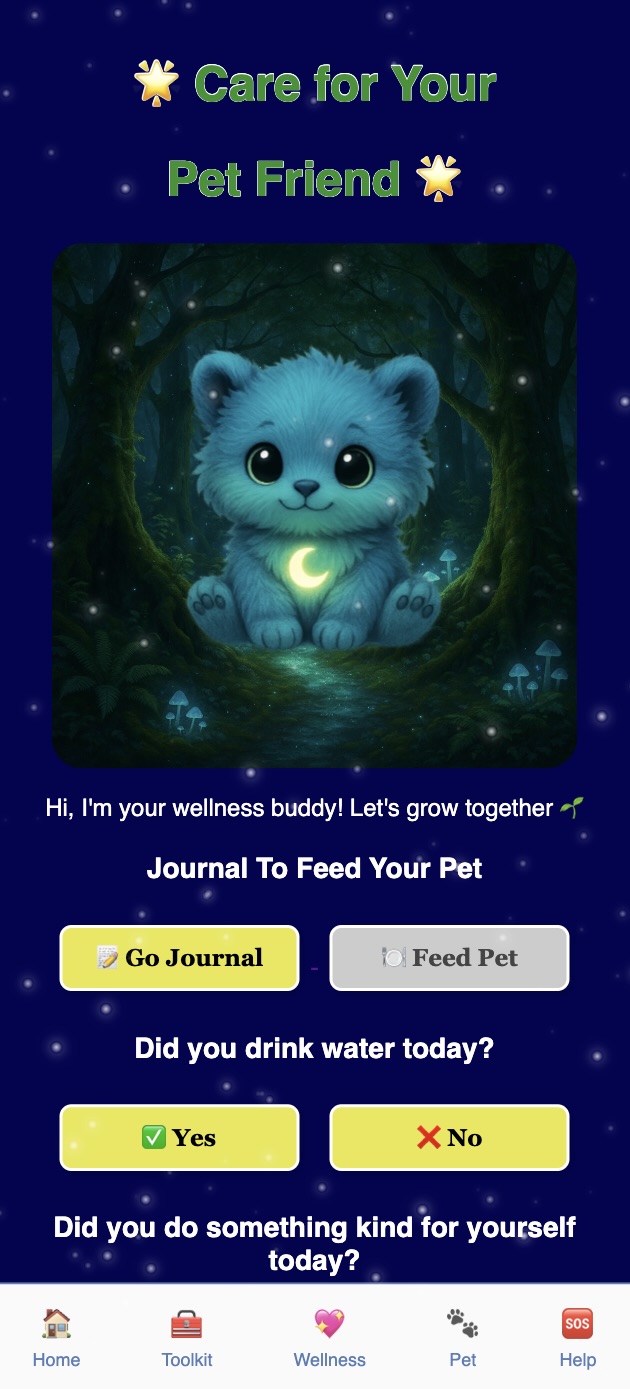 🌟 Care for Your
Pet Friend 🌟
Hi, I'm your wellness buddy! Let's grow together 🌱
Journal To Feed Your Pet
📝 Go Journal
🍽️ Feed Pet
Did you drink water today?
✅ Yes
❌ No
Did you do something kind for yourself
today?
Home
Toolkit
Wellness
Pet
SOS
Help